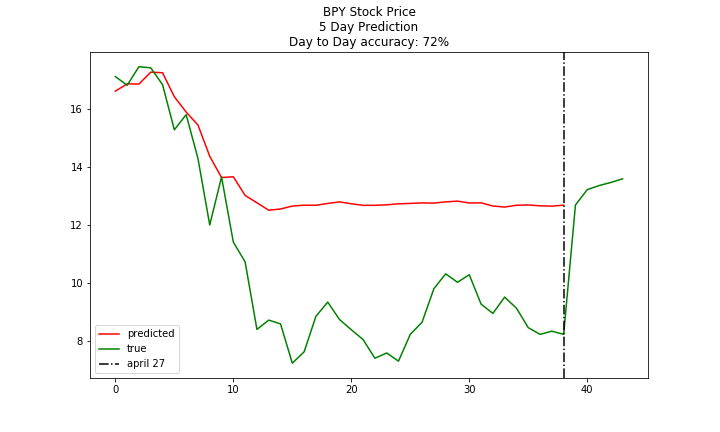 BPY Stock Price
5 Day Prediction
Day to Day accuracy: 72%
16
14
12
10
8
predicted
true
april 27
0
10
20
30
40